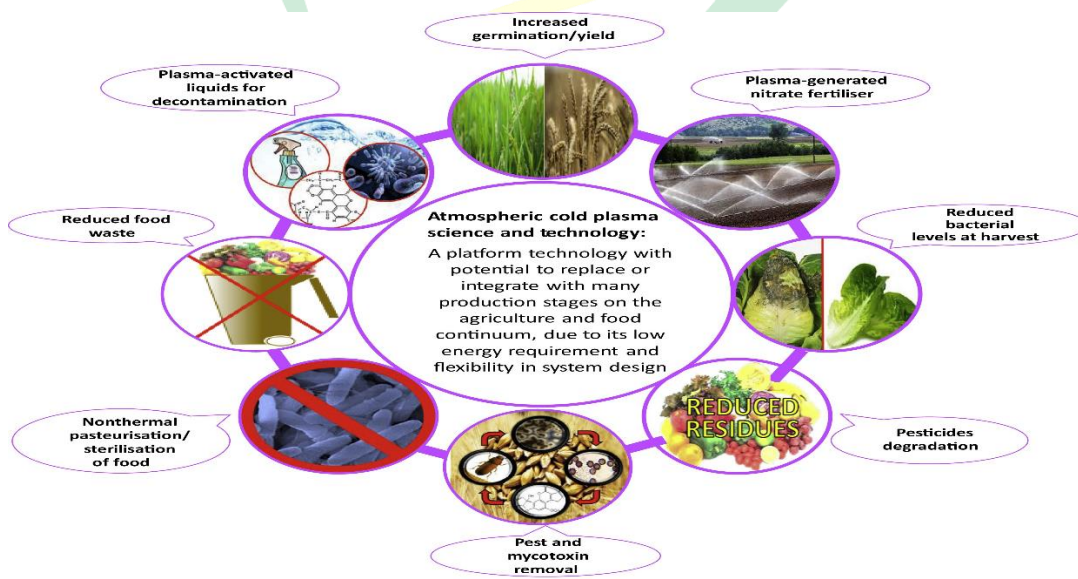 Increased
germination/yield
Plasma-activated
liquids for
decontamination
Plasma-generated
nitrate fertiliser
Reduced food
waste
Atmospheric cold plasma
science and technology:
A platform technology with
potential to replace or
integrate with many
production stages on the
agriculture and food
continuum, due to its low
energy requirement and
flexibility in system design
Reduced
bacterial
levels at harvest
REDUCED
RESIDUES
Nonthermal
pasteurisation/
sterilisation
of food
Pesticides
degradation
Pest and
mycotoxin
removal